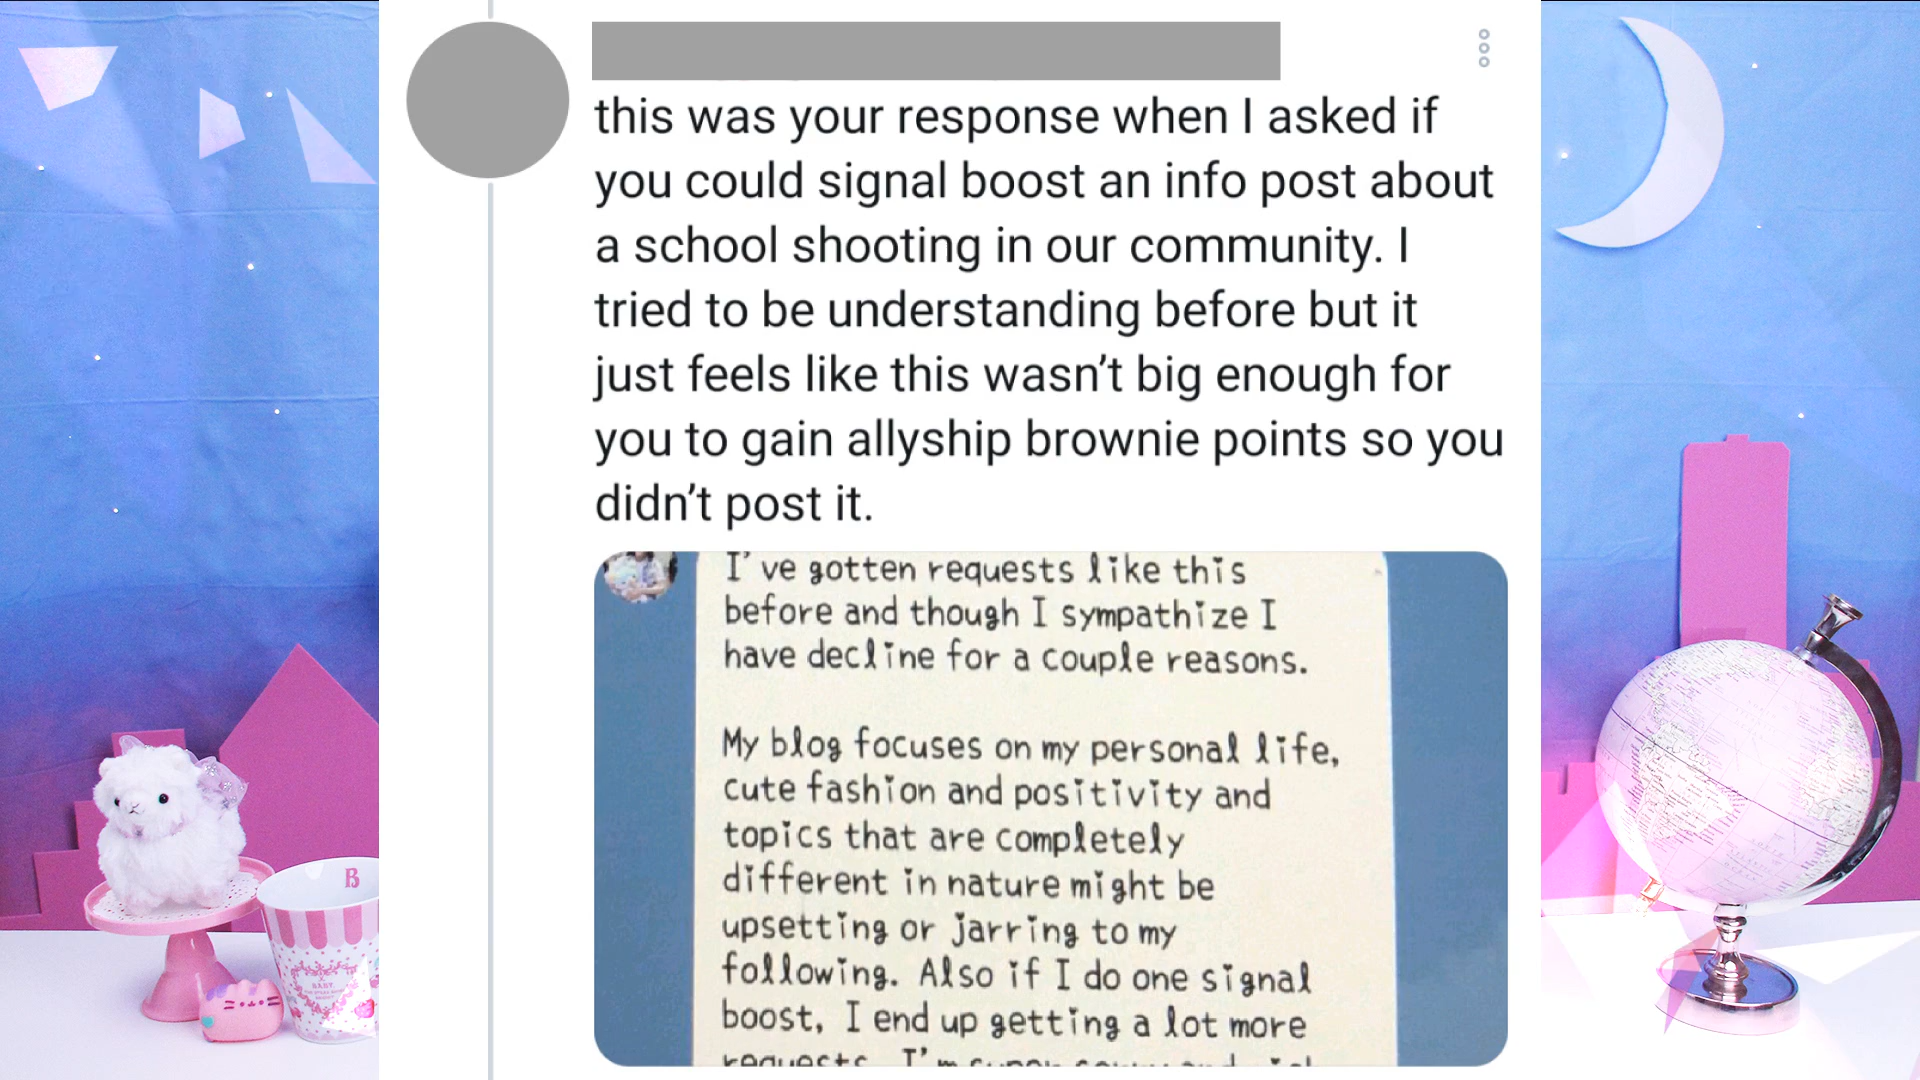 this was your response when I asked if
you could signal boost an info post about
a school shooting in our community. I
tried to be understanding before but it
just feels like this wasn’t big enough for
you to gain allyship brownie points so you
didn’t post it.
I've gotten requests like this
before and though I sympathize I
have decline for a couple reasons.
My blog focuses on my personal life,
cute fashion and positivity and
topics that are completely
different in nature might be
upsetting or jarring to my
following. Also if I do one signal
boost, I end up getting a lot more
requests. I'm
B
BABY